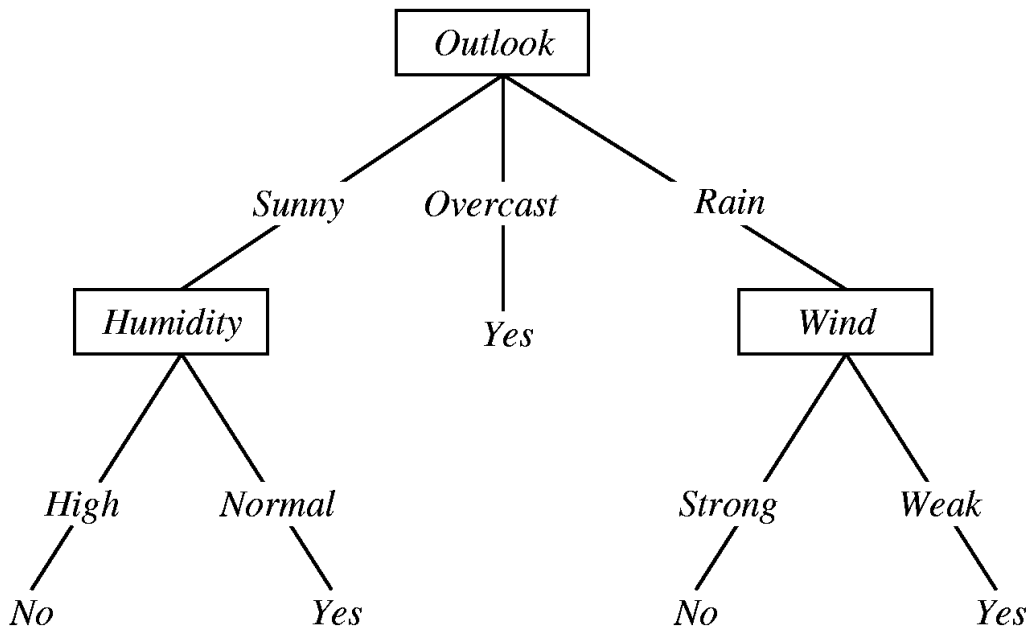 Outlook
Sunny Overcast Rain
Humidity Yes Wind
High Normal Strong Weak
No Yes No Yes